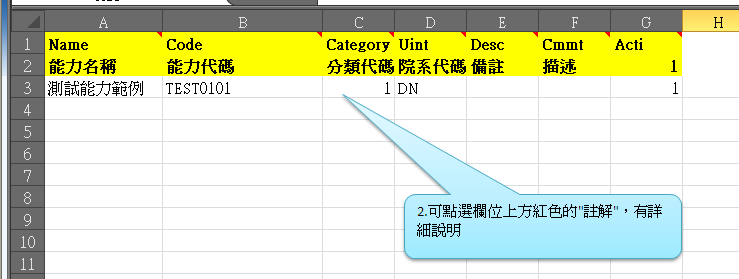 A B C D E F G H
1 Name Code Category Uint Desc Cmmt Acti
2 能力名稱 能力代碼 分類代碼 院系代碼 備註 描述 1
3 測試能力範例 TEST0101 1 DN 1
4
5
6
7
8
9
10
11
2.可點選欄位上方紅色的"註解"，有詳
細說明